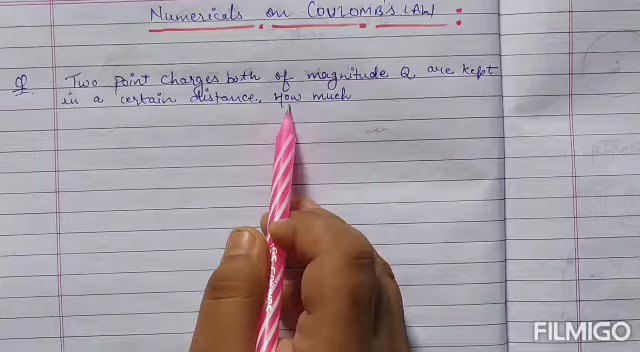 Numericals on COULOMB'S LAW :
Q. Two point charges both of magnitude Q are kept
in a certain distance. How much
FILMIGO